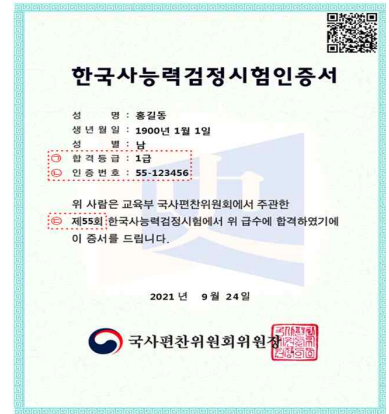 한국사능력검정시험인증서
성 명 : 홍길동
생년월일 : 1900년 1월 1일
성 별 : 남
㉠ 합격등급 : 1급
㉡ 인증번호 : 55-123456
위 사람은 교육부 국사편찬위원회에서 주관한
㉢ 제55회 한국사능력검정시험에서 위 급수에 합격하였기에
이 증서를 드립니다.
2021년 9월 24일
국사편찬위원회위원장